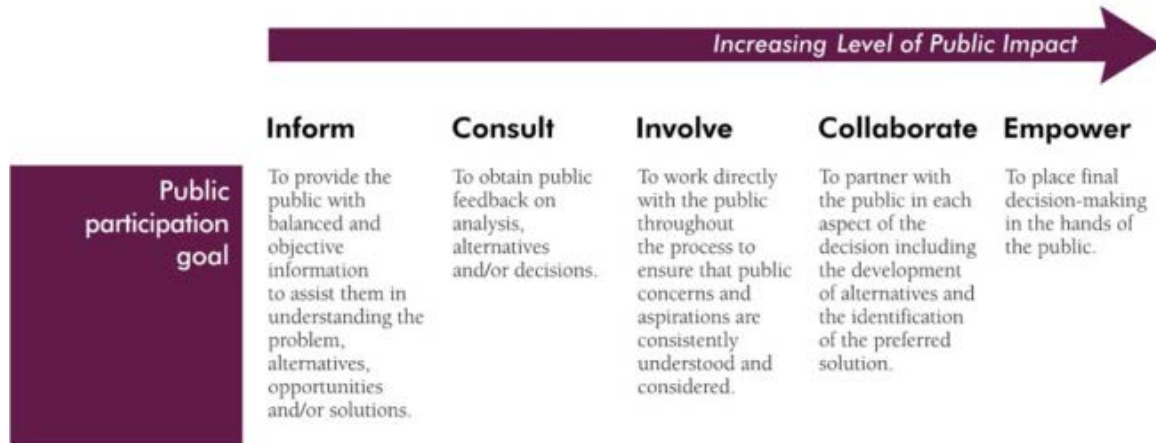 Increasing Level of Public Impact
Inform
Consult
Involve
Collaborate
Empower
Public
participation
goal
To provide the
public with
balanced and
objective
information
to assist them in
understanding the
problem,
alternatives,
opportunities
and/or solutions.
To obtain public
feedback on
analysis,
alternatives
and/or decisions.
To work directly
with the public
throughout
the process to
ensure that public
concerns and
aspirations are
consistently
understood and
considered.
To partner with
the public in each
aspect of the
decision including
the development
of alternatives and
the identification
of the preferred
solution.
To place final
decision-making
in the hands of
the public.